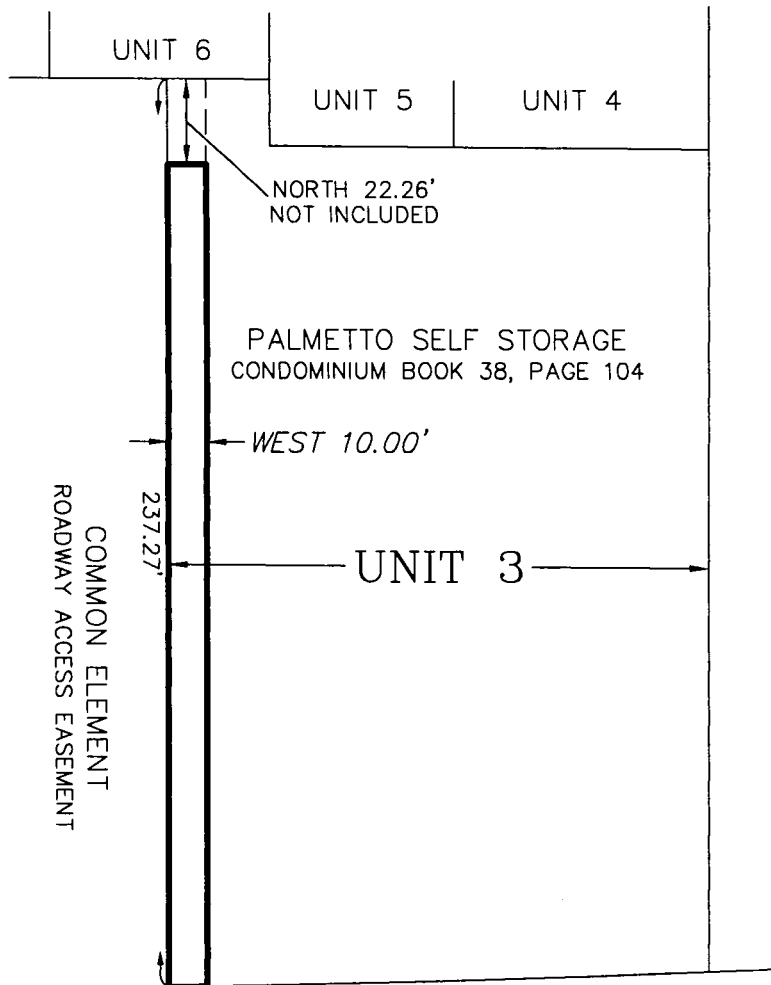 UNIT 6
UNIT 5
UNIT 4
NORTH 22.26'
NOT INCLUDED
PALMETTO SELF STORAGE
CONDOMINIUM BOOK 38, PAGE 104
WEST 10.00'
237.27'
UNIT 3
COMMON ELEMENT
ROADWAY ACCESS EASEMENT